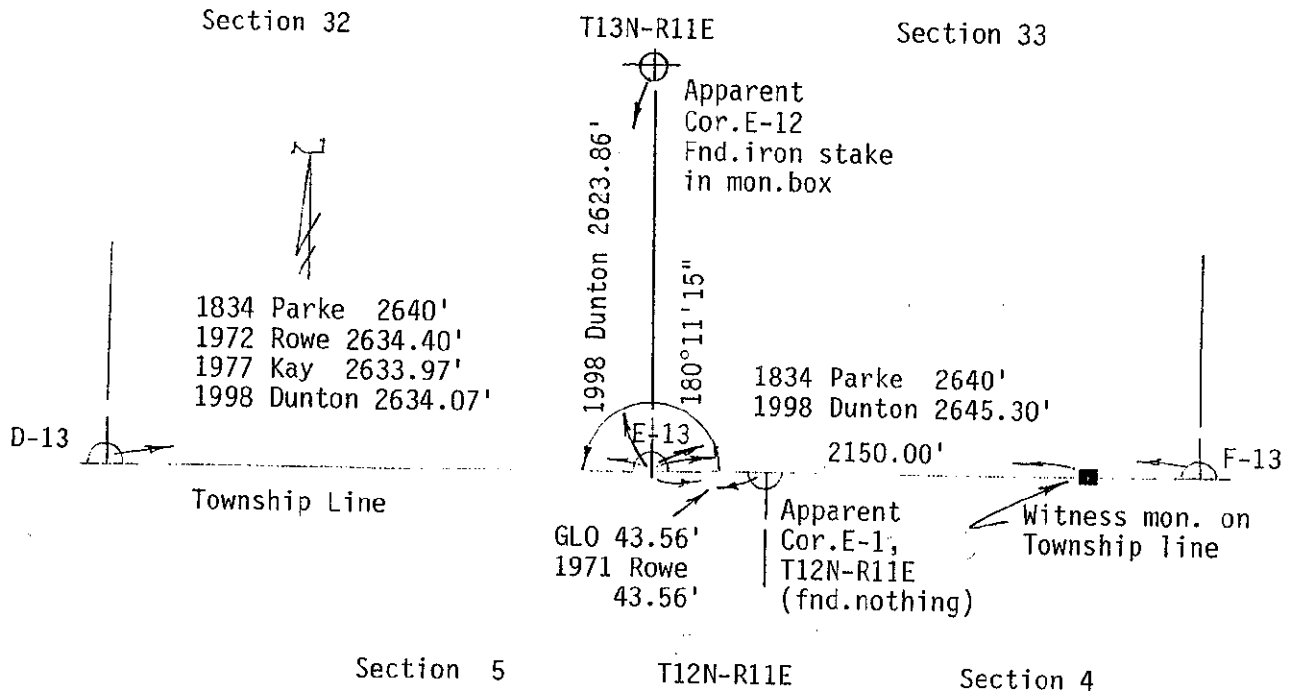 Section 32
T13N-R11E
Section 33
Apparent
Cor.E-12
Fnd.iron stake
in mon.box
1998 Dunton 2623.86'
180°11'15"
1834 Parke 2640'
1972 Rowe 2634.40'
1977 Kay 2633.97'
1998 Dunton 2634.07'
1834 Parke 2640'
1998 Dunton 2645.30'
D-13
E-13
2150.00'
F-13
Township Line
GLO 43.56'
1971 Rowe
43.56'
Apparent
Cor.E-1,
T12N-R11E
(fnd.nothing)
Witness mon. on
Township line
Section 5
T12N-R11E
Section 4